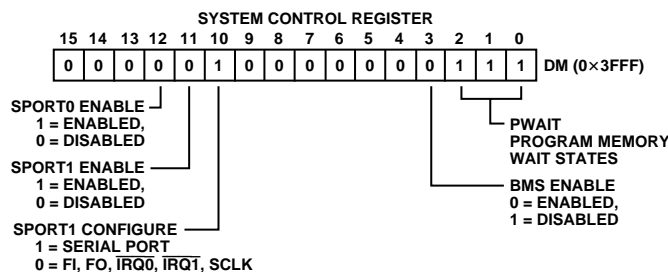 SYSTEM CONTROL REGISTER
15 14 13 12 11 10 9 8 7 6 5 4 3 2 1 0
0 0 0 0 0 1 0 0 0 0 0 0 0 1 1 1 DM (0×3FFF)
SPORT0 ENABLE
1 = ENABLED,
0 = DISABLED
SPORT1 ENABLE
1 = ENABLED,
0 = DISABLED
SPORT1 CONFIGURE
1 = SERIAL PORT
0 = FI, FO, I̅R̅Q̅0̅, I̅R̅Q̅1̅, SCLK
PWAIT
PROGRAM MEMORY
WAIT STATES
BMS ENABLE
0 = ENABLED,
1 = DISABLED